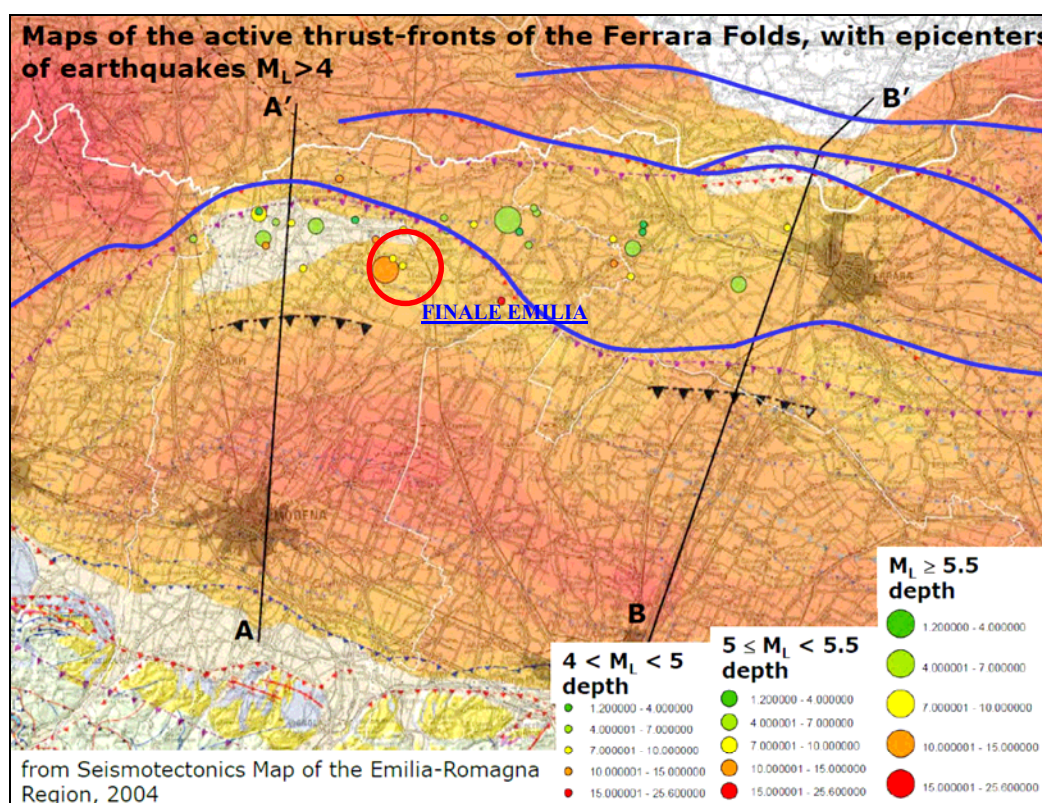 Maps of the active thrust-fronts of the Ferrara Folds, with epicenters
of earthquakes ML>4
A'
B'
FINALE EMILIA
CARPI
MODENA
A
B
4 < ML < 5
depth
1.200000 - 4.000000
4.000001 - 7.000000
7.000001 - 10.000000
10.000001 - 15.000000
15.000001 - 25.600000
5 ≤ ML < 5.5
depth
1.200000 - 4.000000
4.000001 - 7.000000
7.000001 - 10.000000
10.000001 - 15.000000
15.000001 - 25.600000
ML ≥ 5.5
depth
1.200000 - 4.000000
4.000001 - 7.000000
7.000001 - 10.000000
10.000001 - 15.000000
15.000001 - 25.600000
from Seismotectonics Map of the Emilia-Romagna
Region, 2004